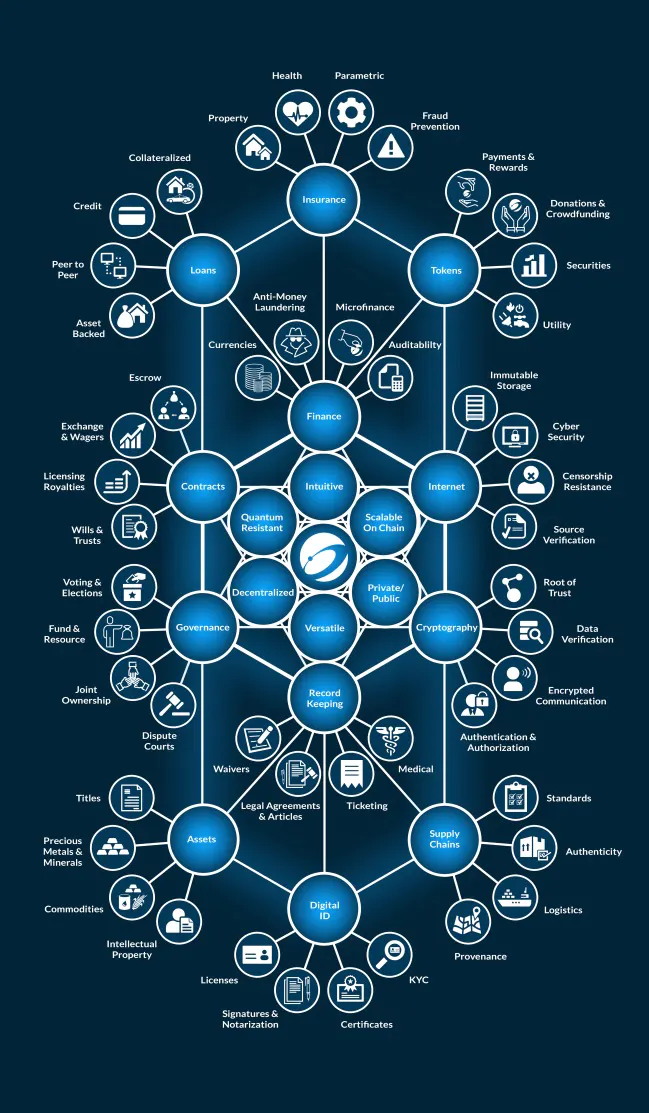 Health
Parametric
Property
Fraud
Prevention
Insurance
Collateralized
Credit
Peer to
Peer
Asset
Backed
Loans
Payments &
Rewards
Donations &
Crowdfunding
Securities
Utility
Tokens
Anti-Money
Laundering
Microfinance
Currencies
Auditablilty
Finance
Escrow
Exchange
& Wagers
Licensing
Royalties
Wills &
Trusts
Contracts
Immutable
Storage
Cyber
Security
Censorship
Resistance
Source
Verification
Internet
Intuitive
Quantum
Resistant
Scalable
On Chain
Decentralized
Private/
Public
Versatile
Voting &
Elections
Fund &
Resource
Joint
Ownership
Dispute
Courts
Governance
Root of
Trust
Data
Verification
Encrypted
Communication
Authentication &
Authorization
Cryptography
Record
Keeping
Waivers
Legal Agreements
& Articles
Ticketing
Medical
Titles
Precious
Metals &
Minerals
Commodities
Intellectual
Property
Assets
Supply
Chains
Standards
Authenticity
Logistics
Provenance
Digital
ID
Licenses
Signatures &
Notarization
Certificates
KYC